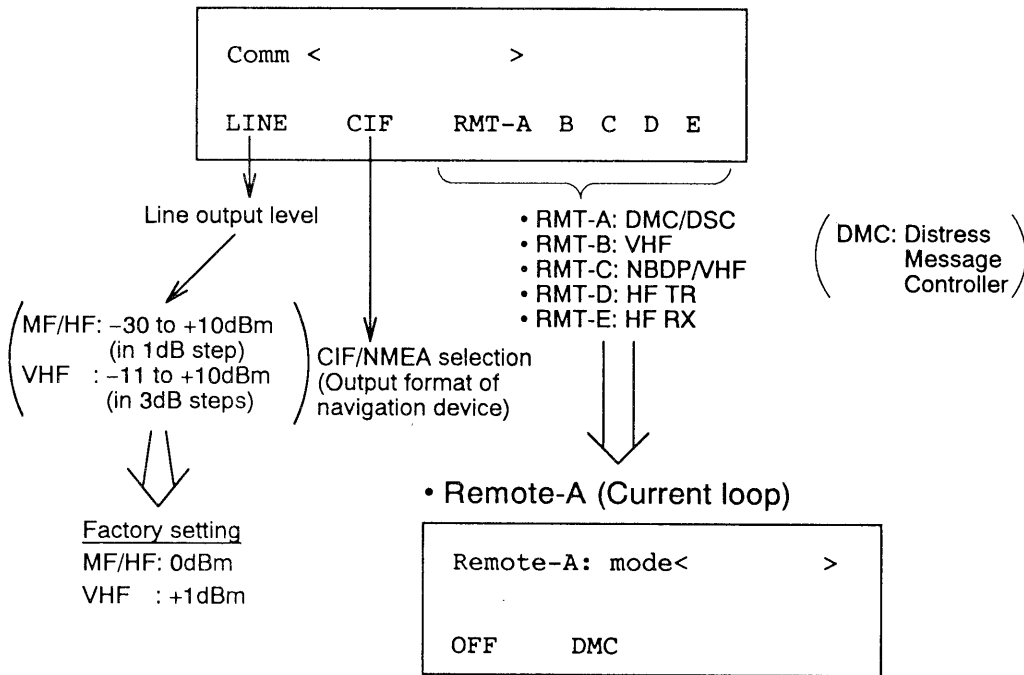 Comm < >
LINE CIF RMT-A B C D E
Line output level
MF/HF: −30 to +10dBm
(in 1dB step)
VHF : −11 to +10dBm
(in 3dB steps)
Factory setting
MF/HF: 0dBm
VHF : +1dBm
CIF/NMEA selection
(Output format of
navigation device)
• RMT-A: DMC/DSC
• RMT-B: VHF
• RMT-C: NBDP/VHF
• RMT-D: HF TR
• RMT-E: HF RX
DMC: Distress
Message
Controller
• Remote-A (Current loop)
Remote-A: mode< >
OFF DMC